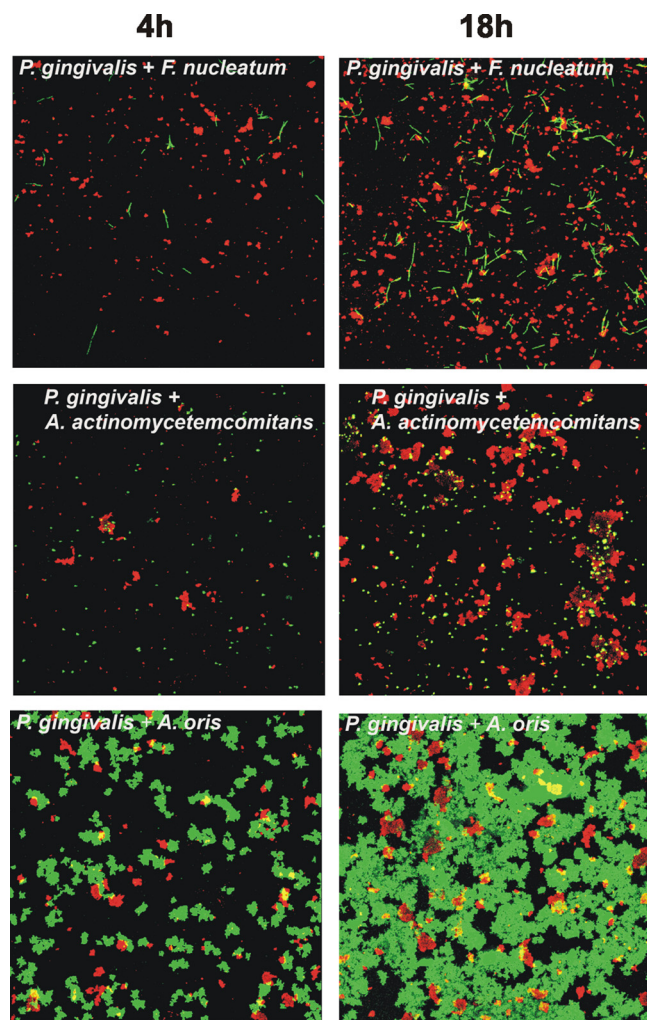 4h
18h
P. gingivalis + F. nucleatum
P. gingivalis + F. nucleatum
P. gingivalis +
A. actinomycetemcomitans
P. gingivalis +
A. actinomycetemcomitans
P. gingivalis + A. oris
P. gingivalis + A. oris